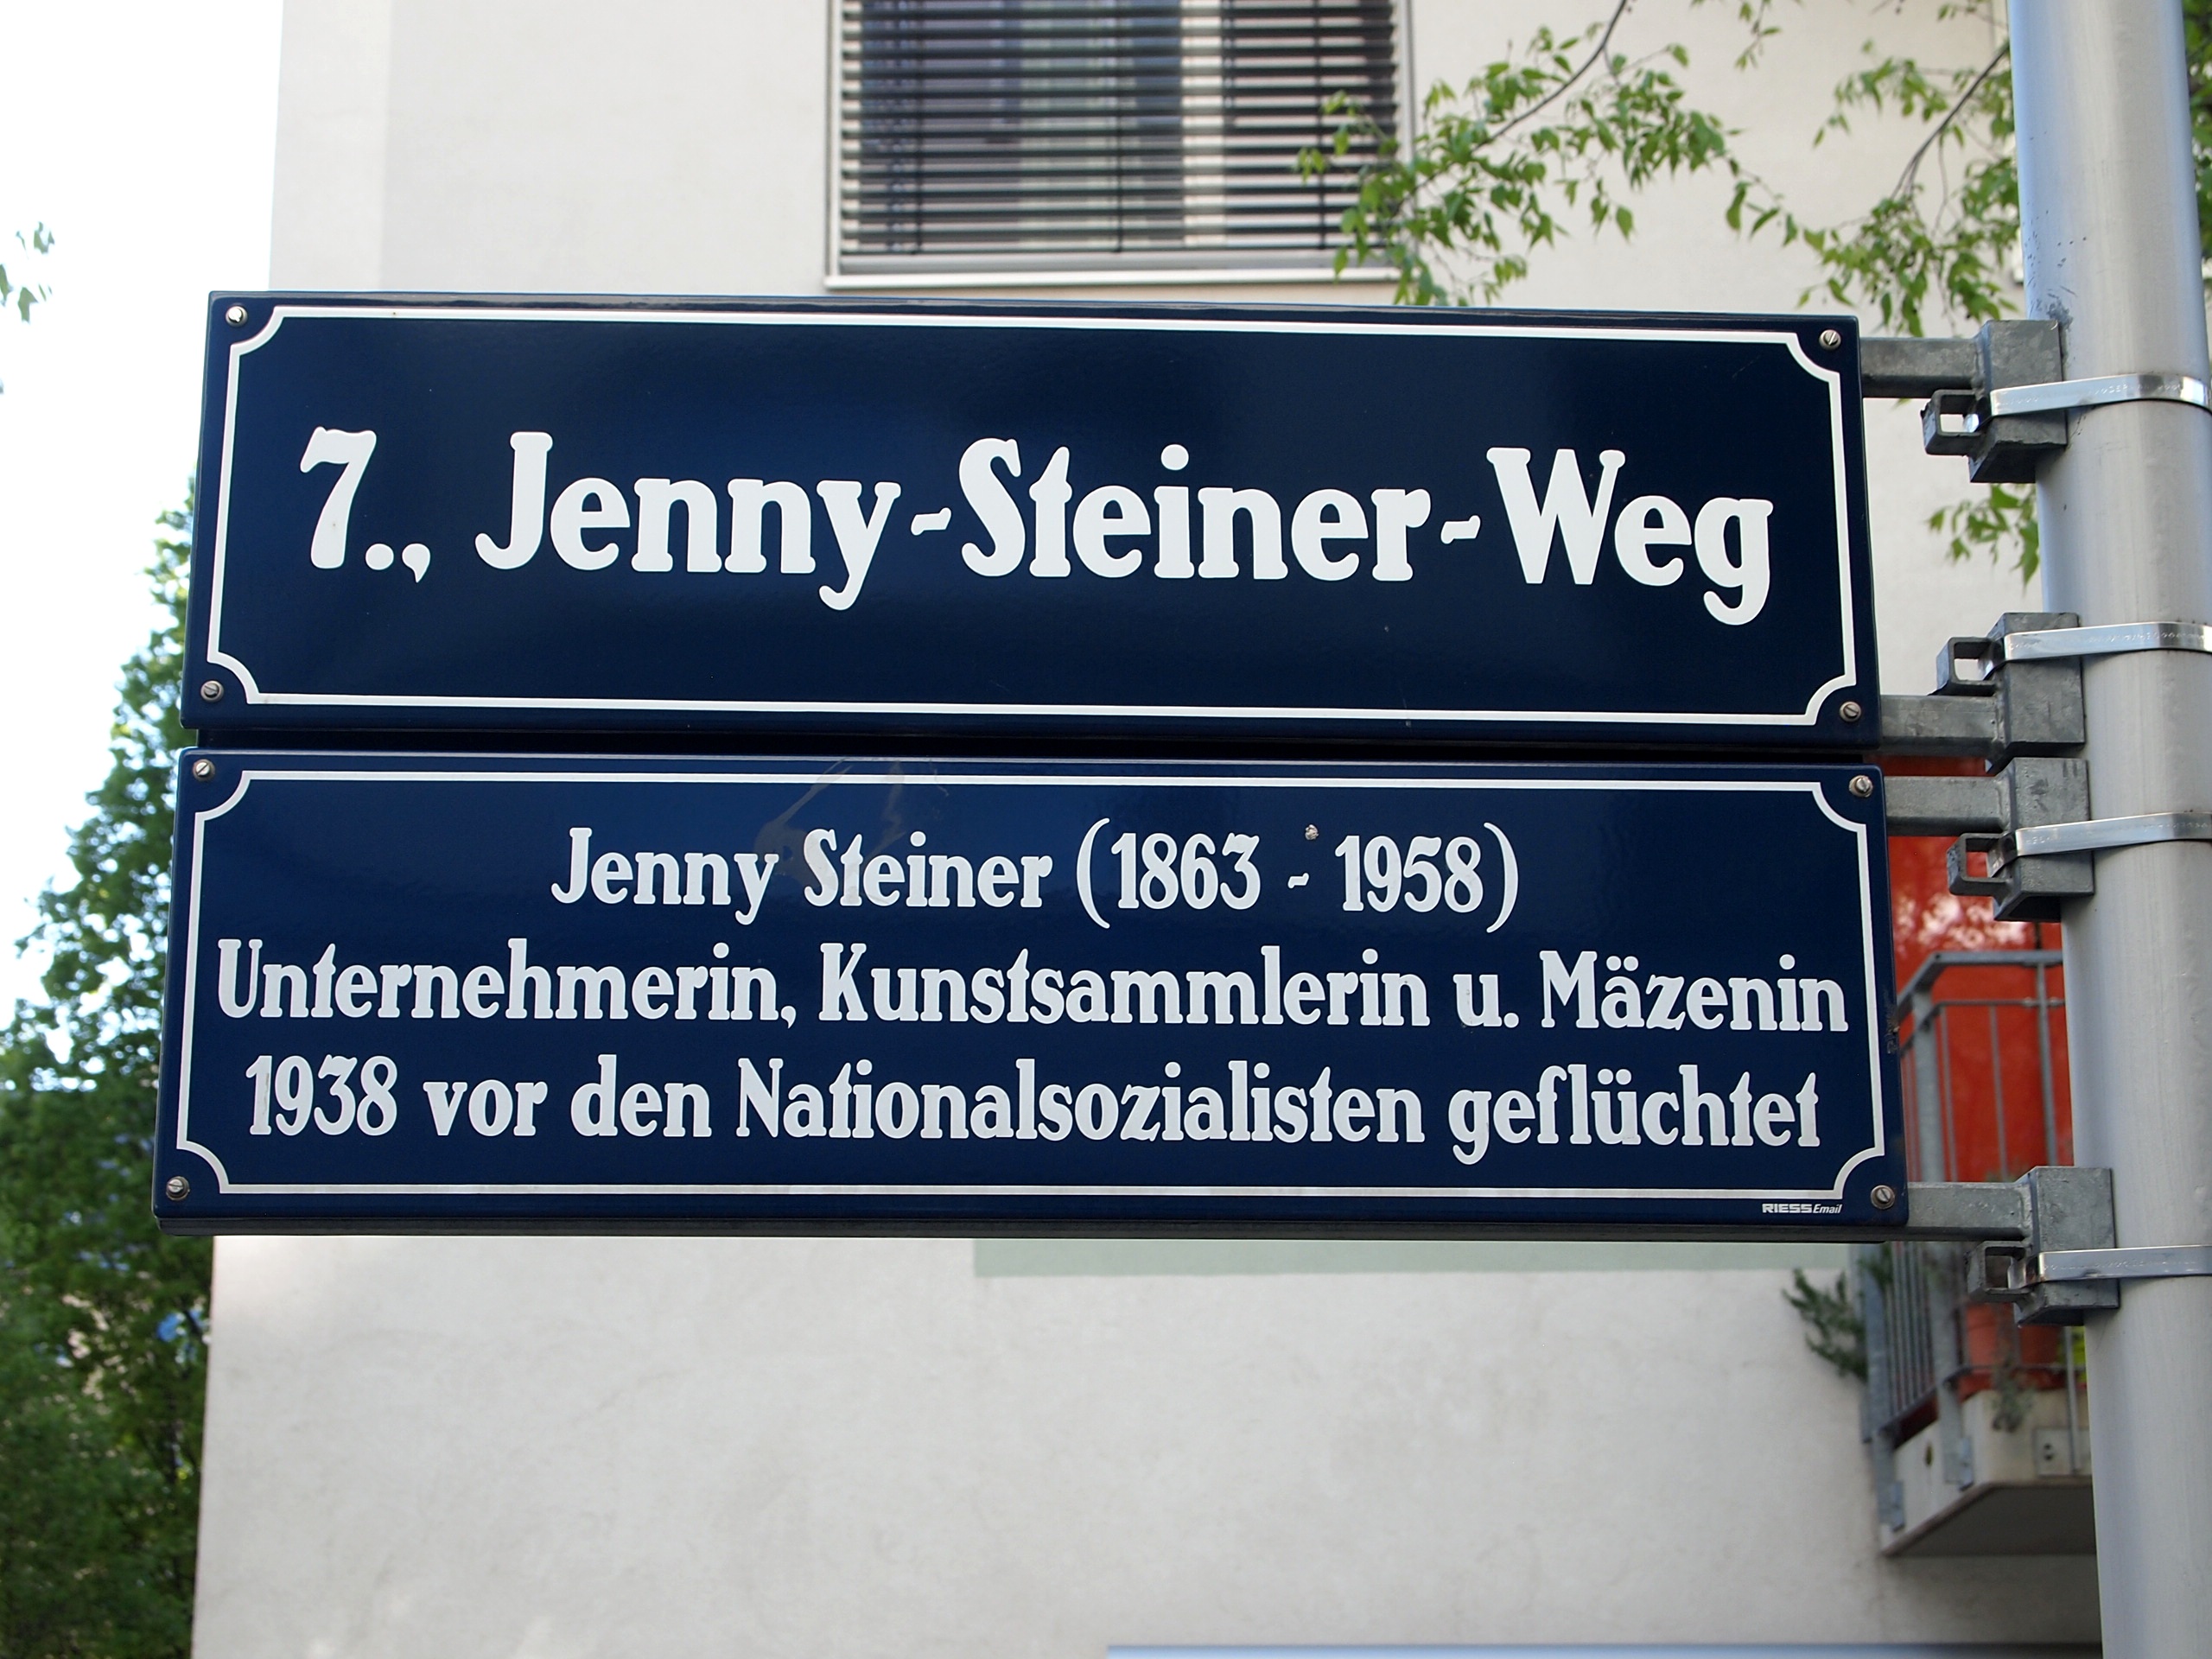 7., Jenny-Steiner-Weg
Jenny Steiner (1863 - 1958)
Unternehmerin, Kunstsammlerin u. Mäzenin
1938 vor den Nationalsozialisten geflüchtet
RIESS Email